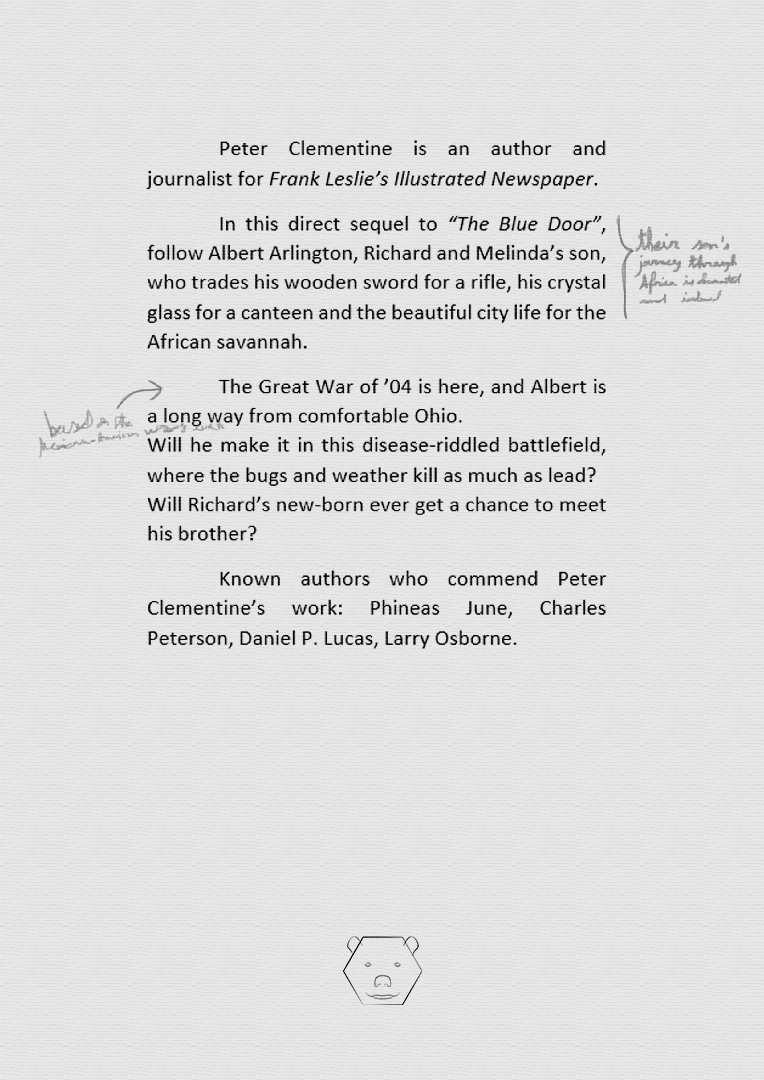 Peter Clementine is an author and
journalist for Frank Leslie’s Illustrated Newspaper.
In this direct sequel to “The Blue Door”,
follow Albert Arlington, Richard and Melinda’s son,
who trades his wooden sword for a rifle, his crystal
glass for a canteen and the beautiful city life for the
African savannah.
their son's
journey through
Africa is
The Great War of ’04 is here, and Albert is
a long way from comfortable Ohio.
Will he make it in this disease-riddled battlefield,
where the bugs and weather kill as much as lead?
Will Richard’s new-born ever get a chance to meet
his brother?
based on the
Known authors who commend Peter
Clementine’s work: Phineas June, Charles
Peterson, Daniel P. Lucas, Larry Osborne.